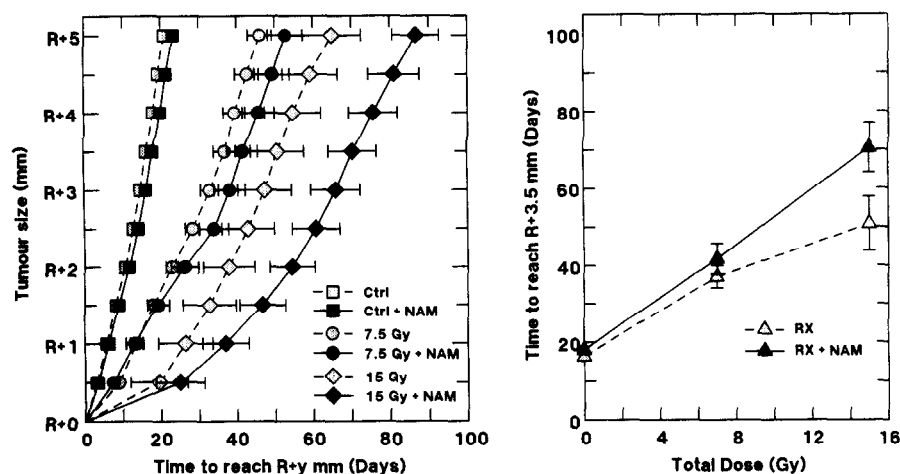 Tumour size (mm)
R+5
R+4
R+3
R+2
R+1
R+0
0 20 40 60 80 100
Time to reach R+y mm (Days)
Ctrl
Ctrl + NAM
7.5 Gy
7.5 Gy + NAM
15 Gy
15 Gy + NAM
Time to reach R+3.5 mm (Days)
100
80
60
40
20
0
0 4 8 12 16
Total Dose (Gy)
RX
RX + NAM